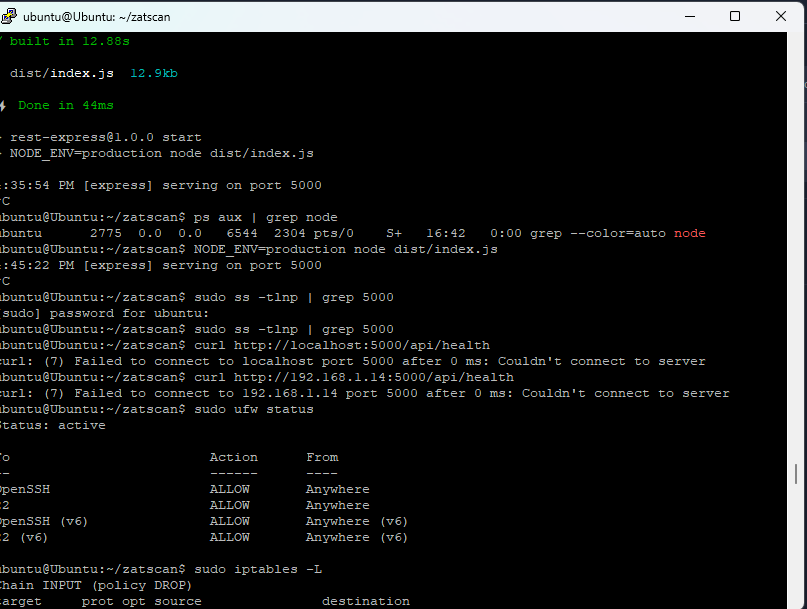 ubuntu@Ubuntu: ~/zatscan
built in 12.88s
dist/index.js 12.9kb
Done in 44ms
rest-express@1.0.0 start
NODE_ENV=production node dist/index.js
:35:54 PM [express] serving on port 5000
C
ubuntu@Ubuntu:~/zatscan$ ps aux | grep node
ubuntu 2775 0.0 0.0 6544 2304 pts/0 S+ 16:42 0:00 grep --color=auto node
ubuntu@Ubuntu:~/zatscan$ NODE_ENV=production node dist/index.js
:45:22 PM [express] serving on port 5000
C
ubuntu@Ubuntu:~/zatscan$ sudo ss -tlnp | grep 5000
[sudo] password for ubuntu:
ubuntu@Ubuntu:~/zatscan$ sudo ss -tlnp | grep 5000
ubuntu@Ubuntu:~/zatscan$ curl http://localhost:5000/api/health
curl: (7) Failed to connect to localhost port 5000 after 0 ms: Couldn't connect to server
ubuntu@Ubuntu:~/zatscan$ curl http://192.168.1.14:5000/api/health
curl: (7) Failed to connect to 192.168.1.14 port 5000 after 0 ms: Couldn't connect to server
ubuntu@Ubuntu:~/zatscan$ sudo ufw status
Status: active
To Action From
-- ------ ----
OpenSSH ALLOW Anywhere
22 ALLOW Anywhere
OpenSSH (v6) ALLOW Anywhere (v6)
22 (v6) ALLOW Anywhere (v6)
ubuntu@Ubuntu:~/zatscan$ sudo iptables -L
Chain INPUT (policy DROP)
target prot opt source destination